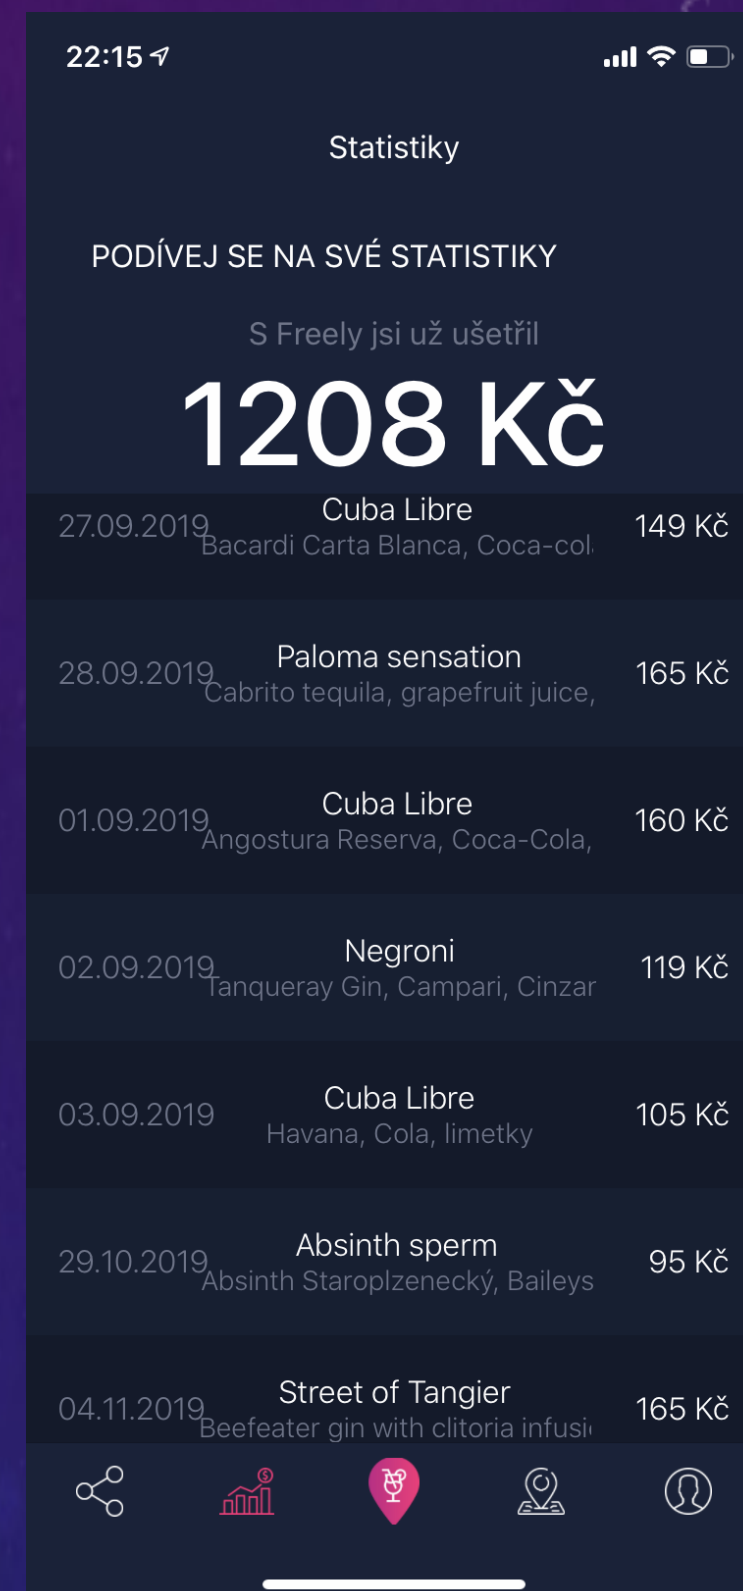 22:15
Statistiky
PODÍVEJ SE NA SVÉ STATISTIKY
S Freely jsi už ušetřil
1208 Kč
27.09.2019 Cuba Libre 149 Kč
Bacardi Carta Blanca, Coca-col
28.09.2019 Paloma sensation 165 Kč
Cabrito tequila, grapefruit juice,
01.09.2019 Cuba Libre 160 Kč
Angostura Reserva, Coca-Cola,
02.09.2019 Negroni 119 Kč
Tanqueray Gin, Campari, Cinzar
03.09.2019 Cuba Libre 105 Kč
Havana, Cola, limetky
29.10.2019 Absinth sperm 95 Kč
Absinth Staroplzenecký, Baileys
04.11.2019 Street of Tangier 165 Kč
Beefeater gin with clitoria infusi